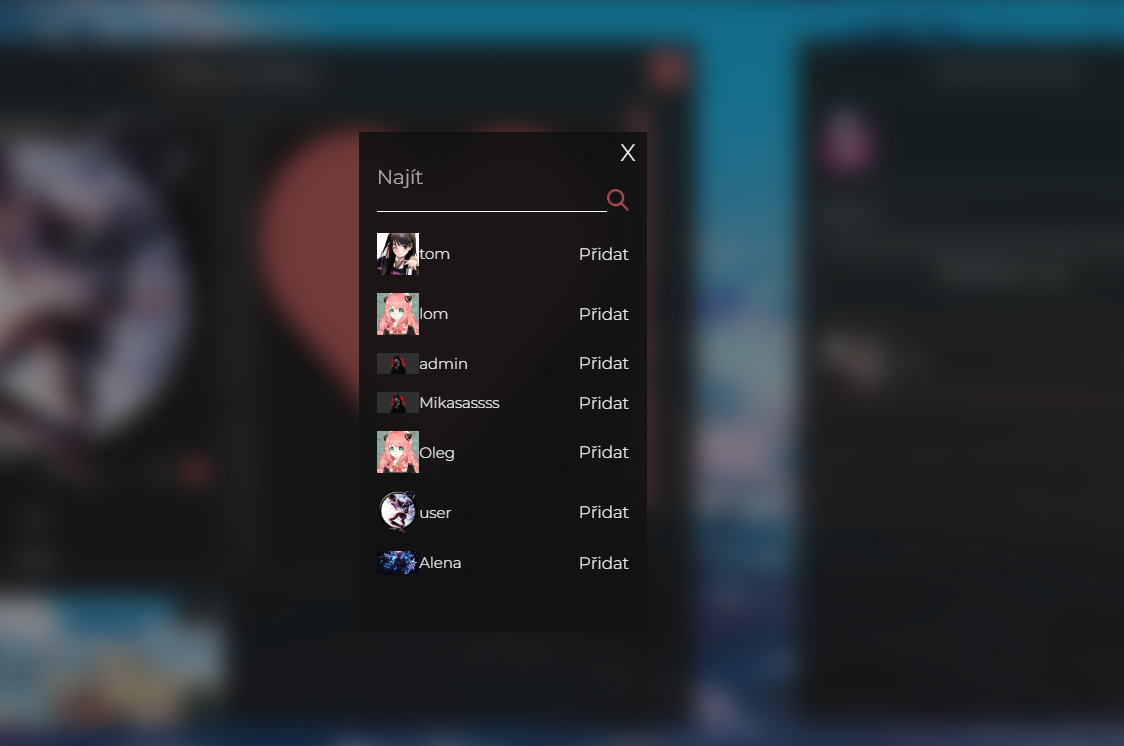 X
Najít
tom Přidat
lom Přidat
admin Přidat
Mikasassss Přidat
Oleg Přidat
user Přidat
Alena Přidat